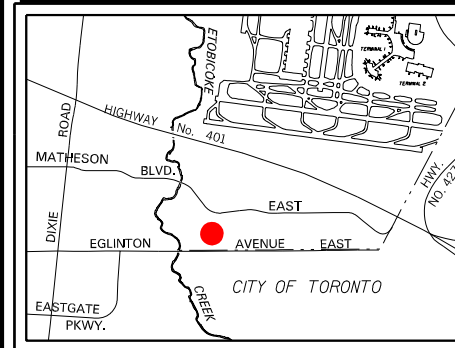 ETOBICOKE
TERMINAL 1
TERMINAL 2
HIGHWAY No. 401
ROAD
MATHESON
BLVD.
HWY.
NO. 427
EAST
DIXIE
EGLINTON AVENUE EAST
CITY OF TORONTO
CREEK
EASTGATE
PKWY.